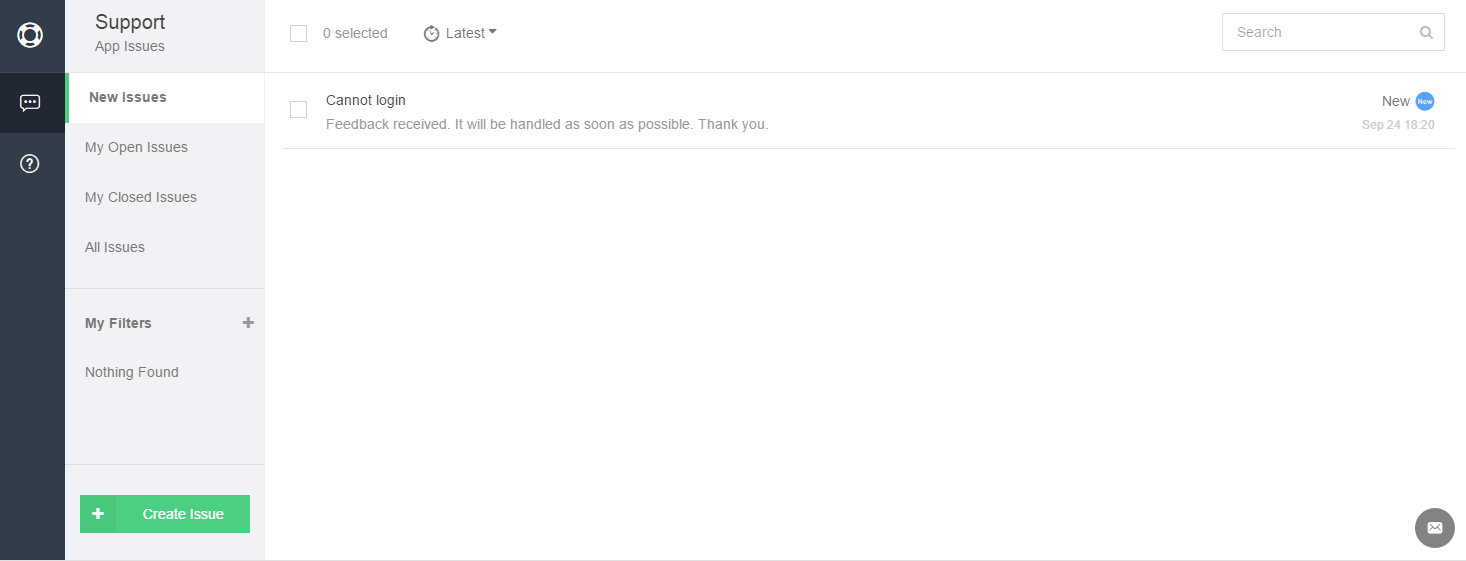 Support
App Issues
New Issues
My Open Issues
My Closed Issues
All Issues
My Filters
Nothing Found
Create Issue
0 selected
Latest
Search
Cannot login
Feedback received. It will be handled as soon as possible. Thank you.
New New
Sep 24 18:20